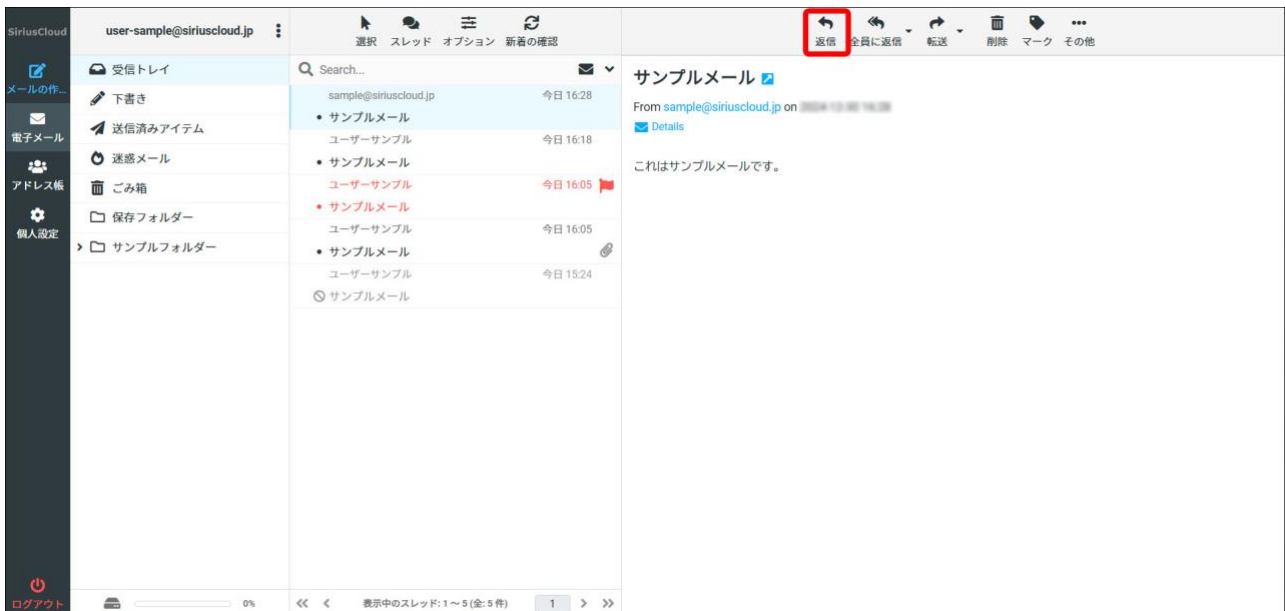 SiriusCloud
メールの作...
電子メール
アドレス帳
個人設定
ログアウト
user-sample@siriuscloud.jp
受信トレイ
下書き
送信済みアイテム
迷惑メール
ごみ箱
保存フォルダー
サンプルフォルダー
0%
選択 スレッド オプション 新着の確認
Search...
sample@siriuscloud.jp 今日 16:28
サンプルメール
ユーザーサンプル 今日 16:18
サンプルメール
ユーザーサンプル 今日 16:05
サンプルメール
ユーザーサンプル 今日 16:05
サンプルメール
ユーザーサンプル 今日 15:24
サンプルメール
表示中のスレッド: 1 ～ 5 (全: 5 件) 1
返信 全員に返信 転送 削除 マーク その他
サンプルメール
From sample@siriuscloud.jp on
Details
これはサンプルメールです。